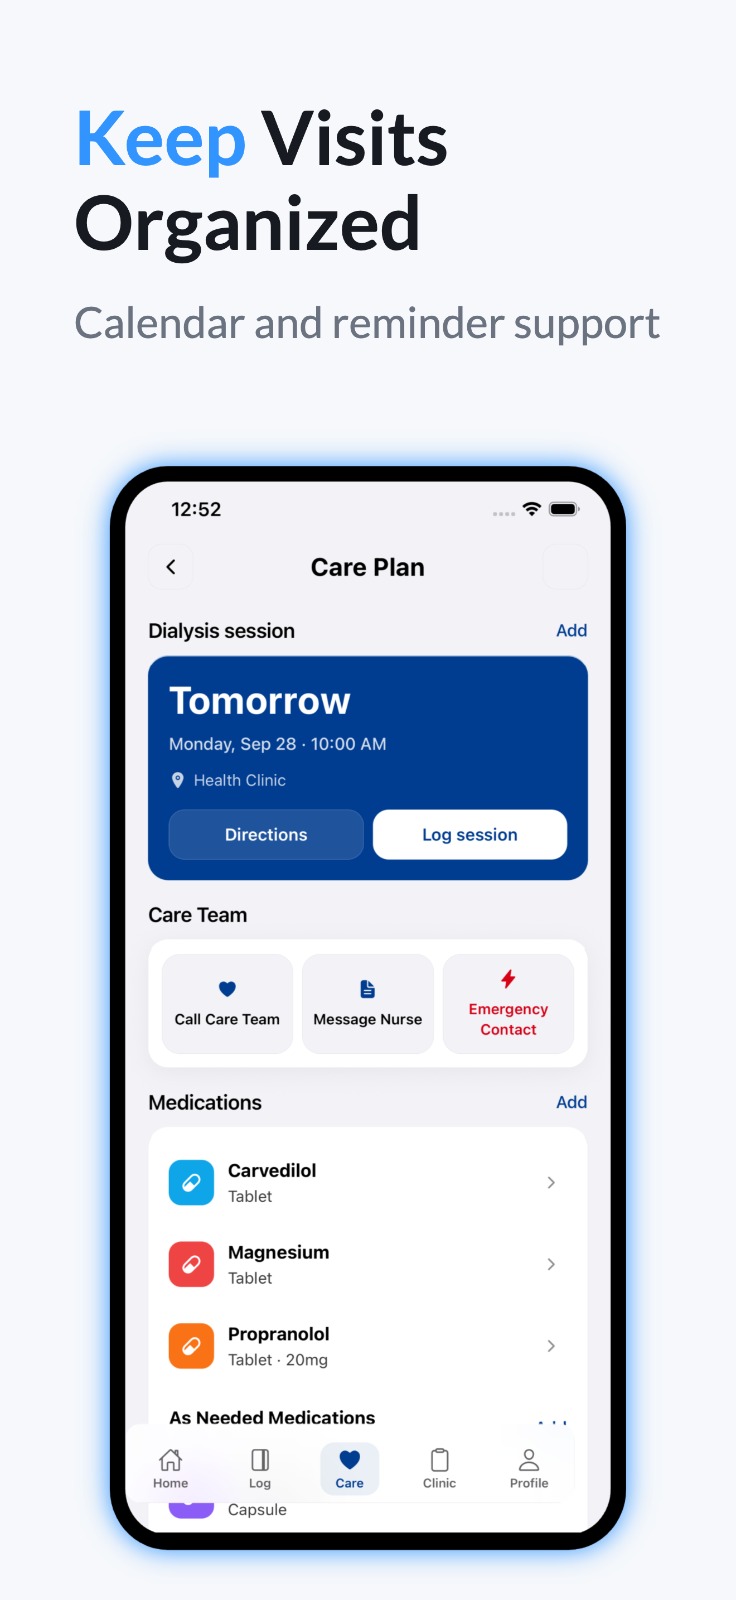 Keep Visits
Organized
Calendar and reminder support
12:52
Care Plan
Dialysis session
Add
Tomorrow
Monday, Sep 28 · 10:00 AM
Health Clinic
Directions
Log session
Care Team
Call Care Team
Message Nurse
Emergency
Contact
Medications
Add
Carvedilol
Tablet
Magnesium
Tablet
Propranolol
Tablet · 20mg
As Needed Medications
Home
Log
Care
Clinic
Profile
Capsule